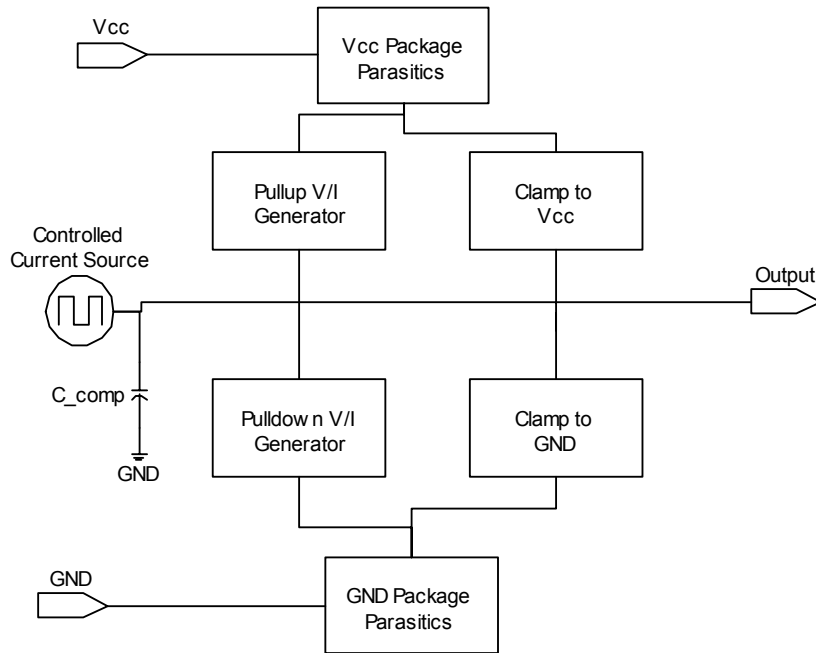 Vcc
Vcc Package
Parasitics
Pullup V/I
Generator
Clamp to
Vcc
Controlled
Current Source
Output
C_comp
GND
Pulldown V/I
Generator
Clamp to
GND
GND
GND Package
Parasitics